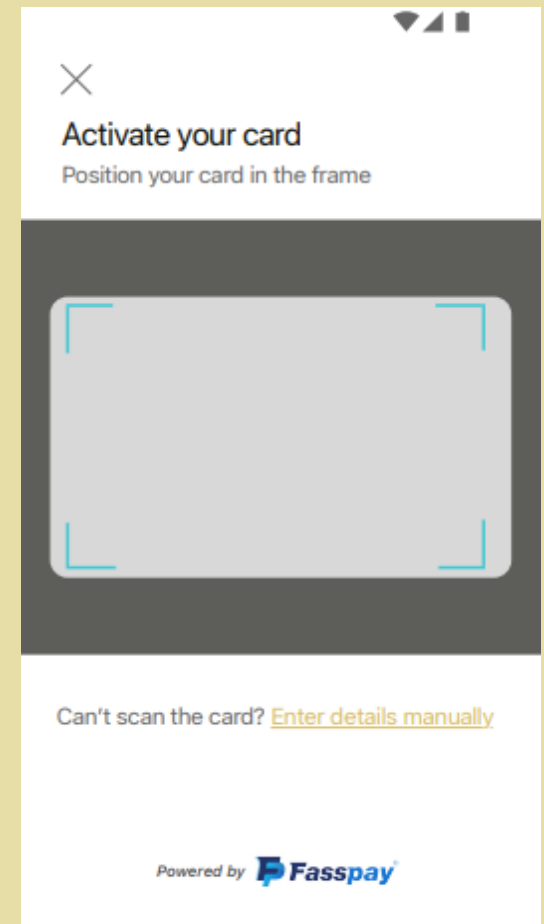 Activate your card
Position your card in the frame
Can't scan the card? Enter details manually
Powered by Fasspay